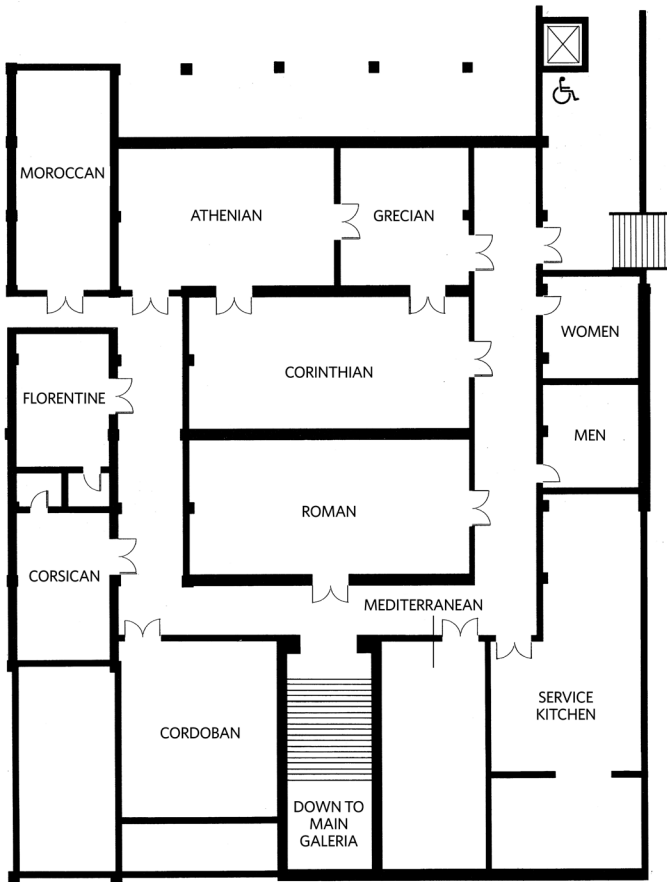 MOROCCAN
ATHENIAN
GRECIAN
WOMEN
CORINTHIAN
FLORENTINE
MEN
ROMAN
CORSICAN
MEDITERRANEAN
SERVICE
KITCHEN
CORDOBAN
DOWN TO
MAIN
GALERIA